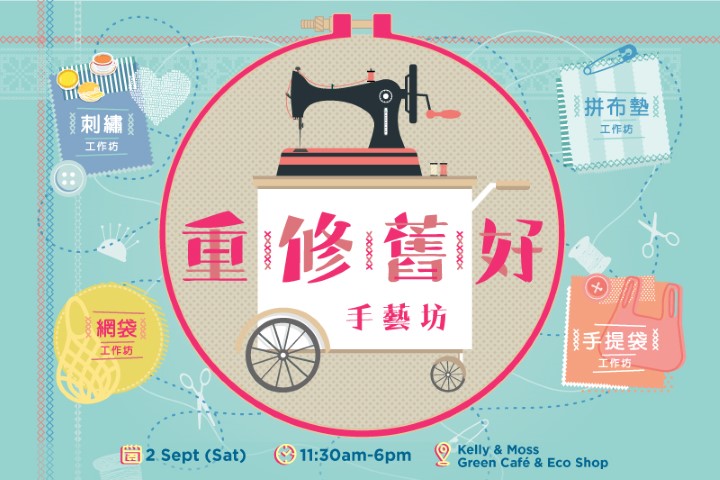 刺繡
工作坊
拼布墊
工作坊
重修舊好
手藝坊
網袋
工作坊
手提袋
工作坊
2 Sept (Sat)
11:30am-6pm
Kelly & Moss
Green Café & Eco Shop